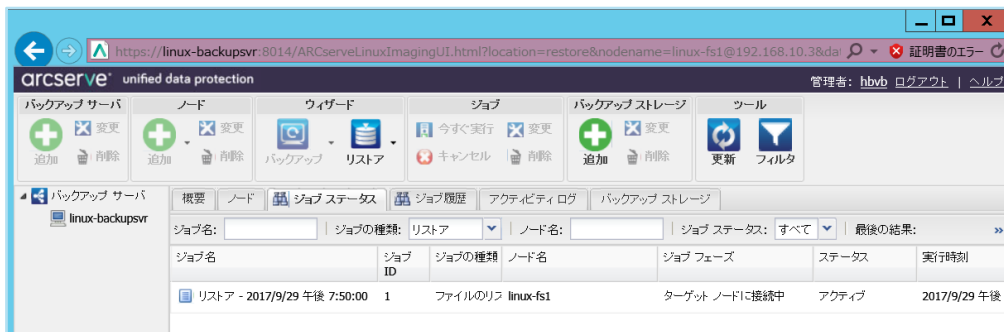 https://linux-backupsvr:8014/ARCserveLinuxImagingUI.html?location=restore&nodename=linux-fs1@192.168.10.3&dat 証明書のエラー
arcserve unified data protection 管理者: hbvb ログアウト | ヘルプ
バックアップ サーバ ノード ウィザード ジョブ バックアップ ストレージ ツール
追加 変更 削除 追加 変更 削除 バックアップ リストア 今すぐ実行 変更 キャンセル 削除 追加 変更 削除 更新 フィルタ
バックアップ サーバ
linux-backupsvr
概要 ノード ジョブ ステータス ジョブ履歴 アクティビティ ログ バックアップ ストレージ
ジョブ名: ジョブの種類: リストア ノード名: ジョブ ステータス: すべて 最後の結果: »
ジョブ名 ジョブ ID ジョブの種類 ノード名 ジョブ フェーズ ステータス 実行時刻
リストア - 2017/9/29 午後 7:50:00 1 ファイルのリス linux-fs1 ターゲット ノードに接続中 アクティブ 2017/9/29 午後